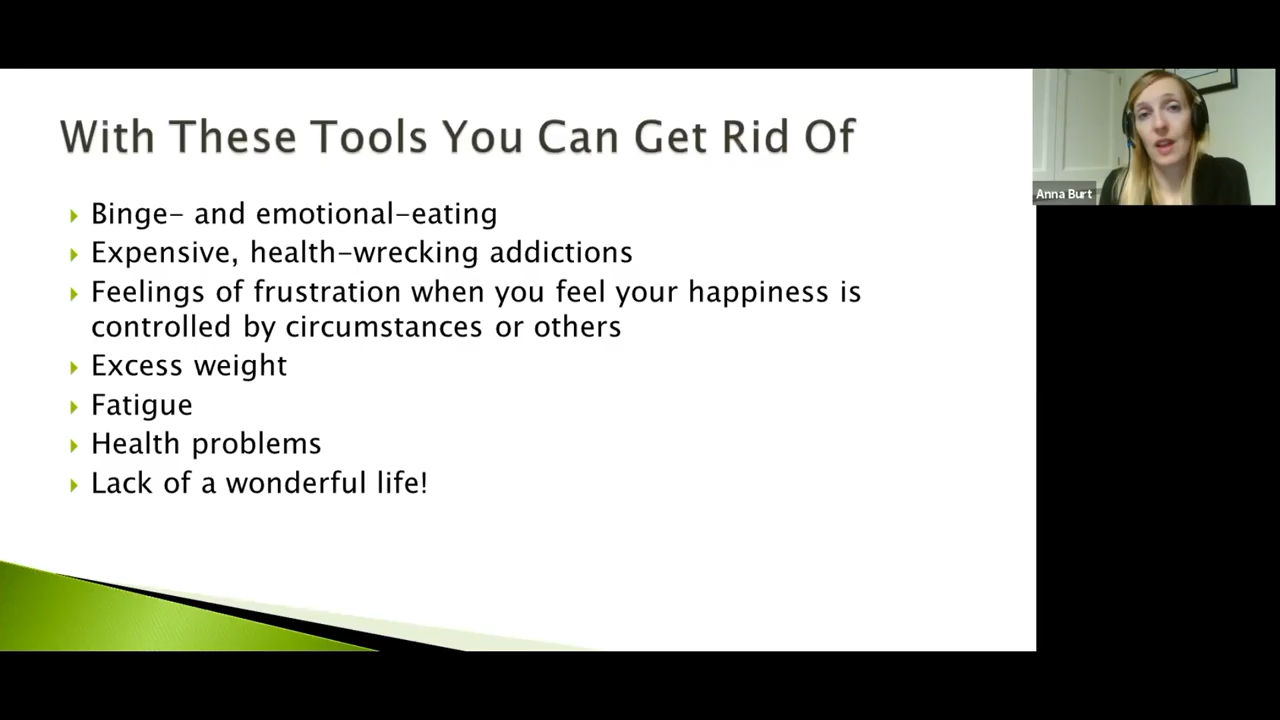 With These Tools You Can Get Rid Of
Binge- and emotional-eating
Expensive, health-wrecking addictions
Feelings of frustration when you feel your happiness is
controlled by circumstances or others
Excess weight
Fatigue
Health problems
Lack of a wonderful life!
Anna Burt